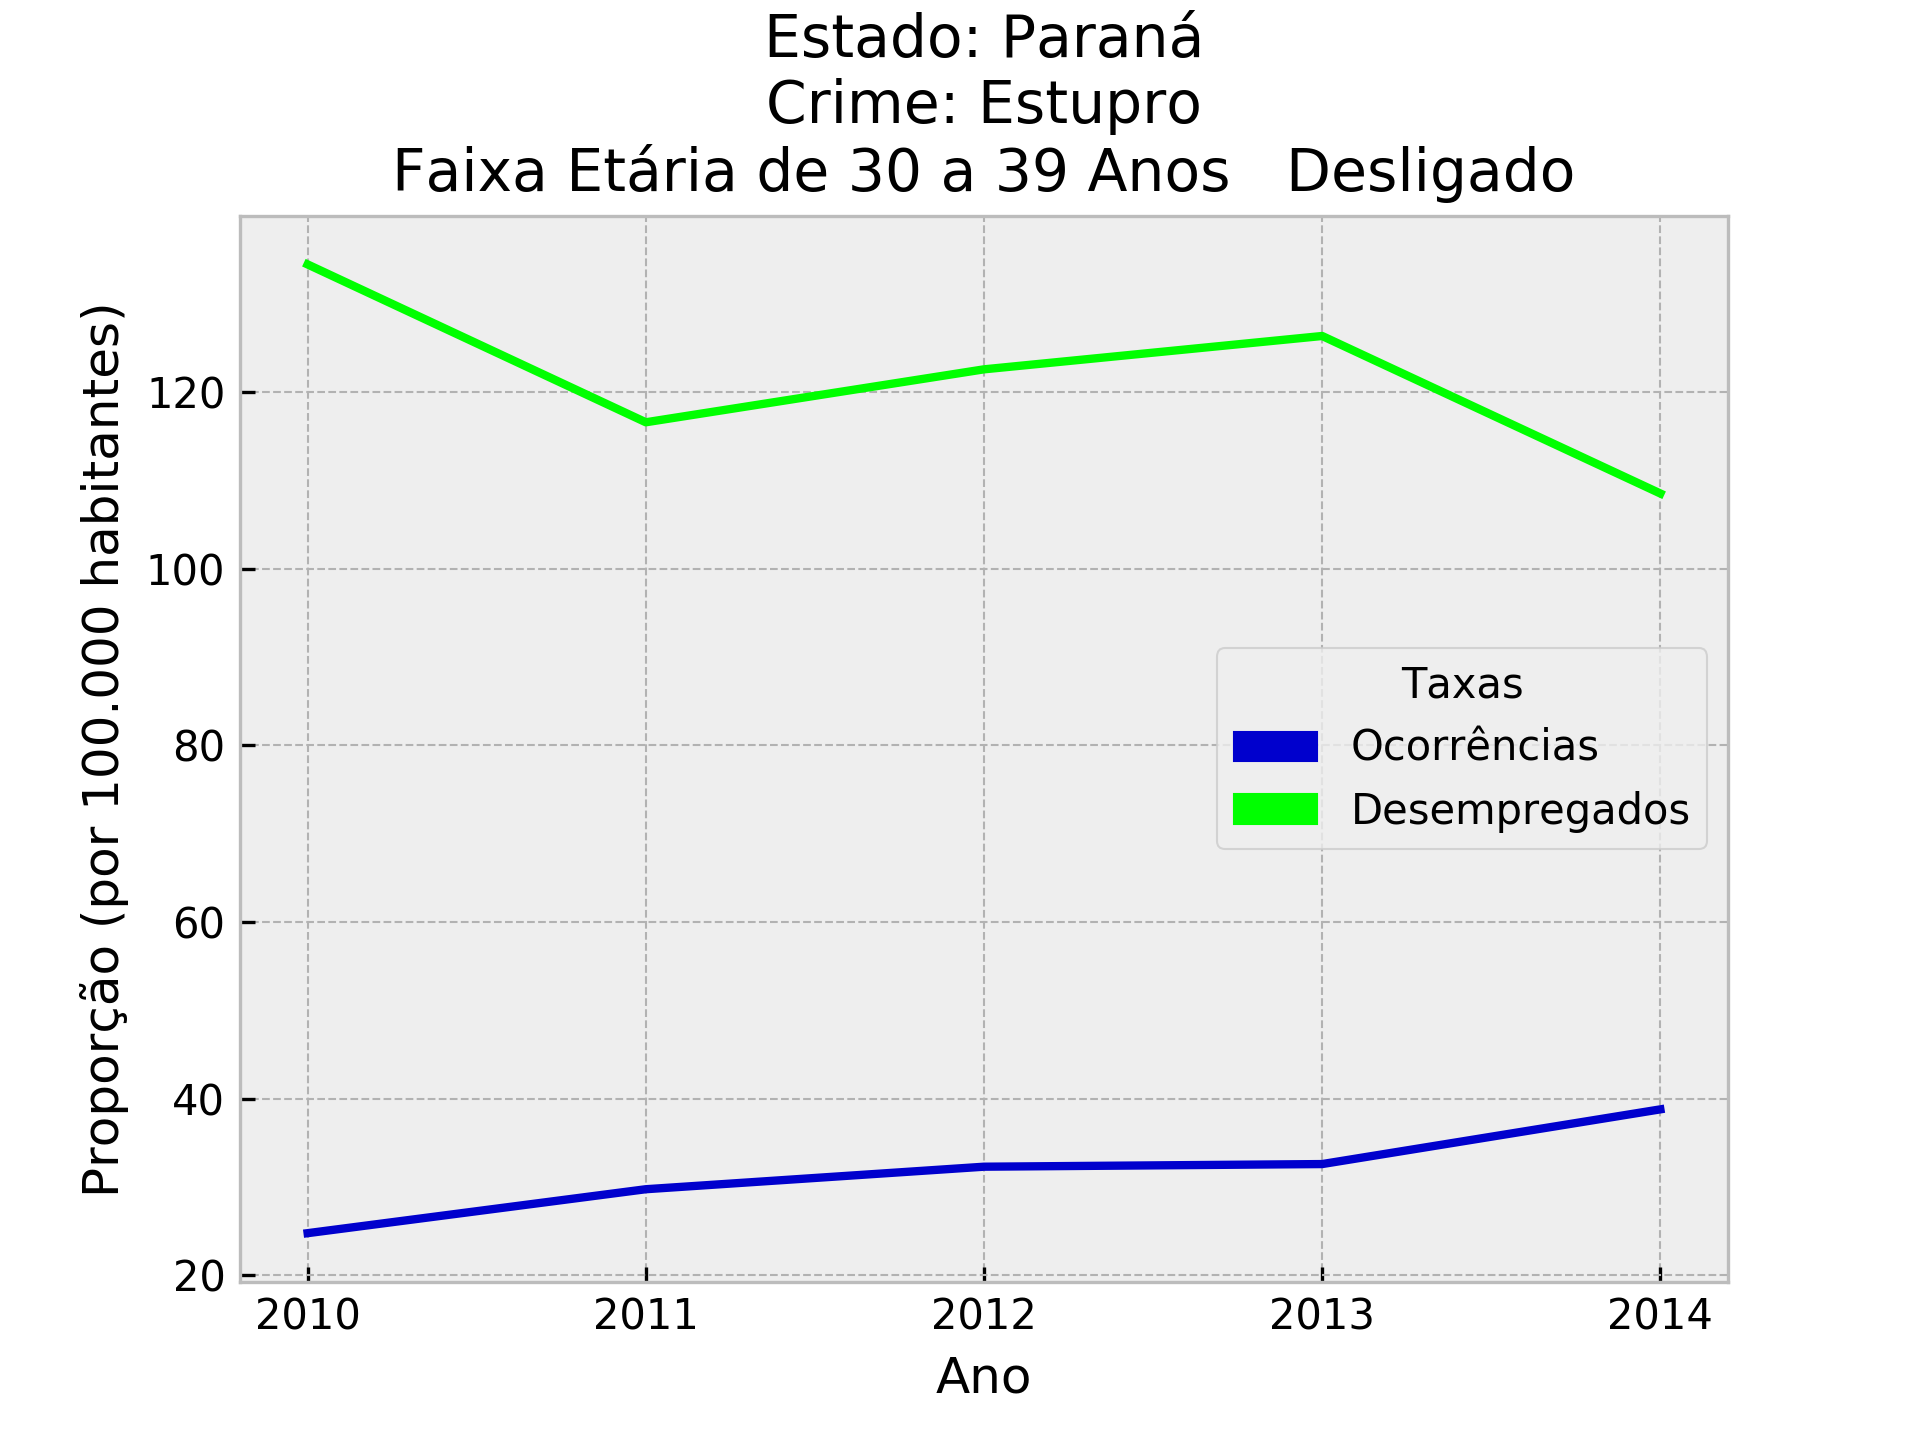 Estado: Paraná
Crime: Estupro
Faixa Etária de 30 a 39 Anos   Desligado
Proporção (por 100.000 habitantes)
120
100
80
60
40
20
Taxas
Ocorrências
Desempregados
2010 2011 2012 2013 2014
Ano